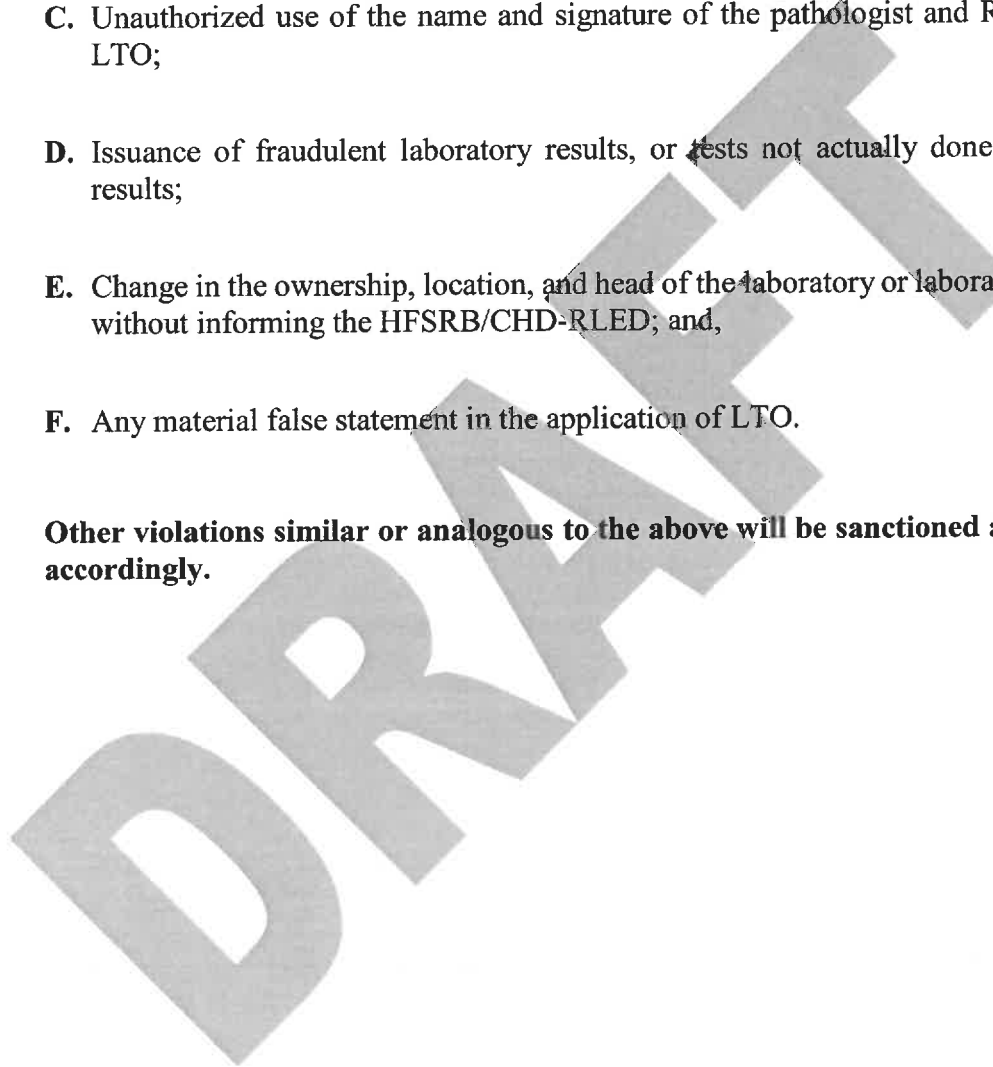 C. Unauthorized use of the name and signature of the pathologist and
LTO;
D. Issuance of fraudulent laboratory results, or tests not actually done
results;
E. Change in the ownership, location, and head of the laboratory or labora
without informing the HFSRB/CHD-RLED; and,
F. Any material false statement in the application of LTO.
Other violations similar or analogous to the above will be sanctioned
accordingly.
DRAFT